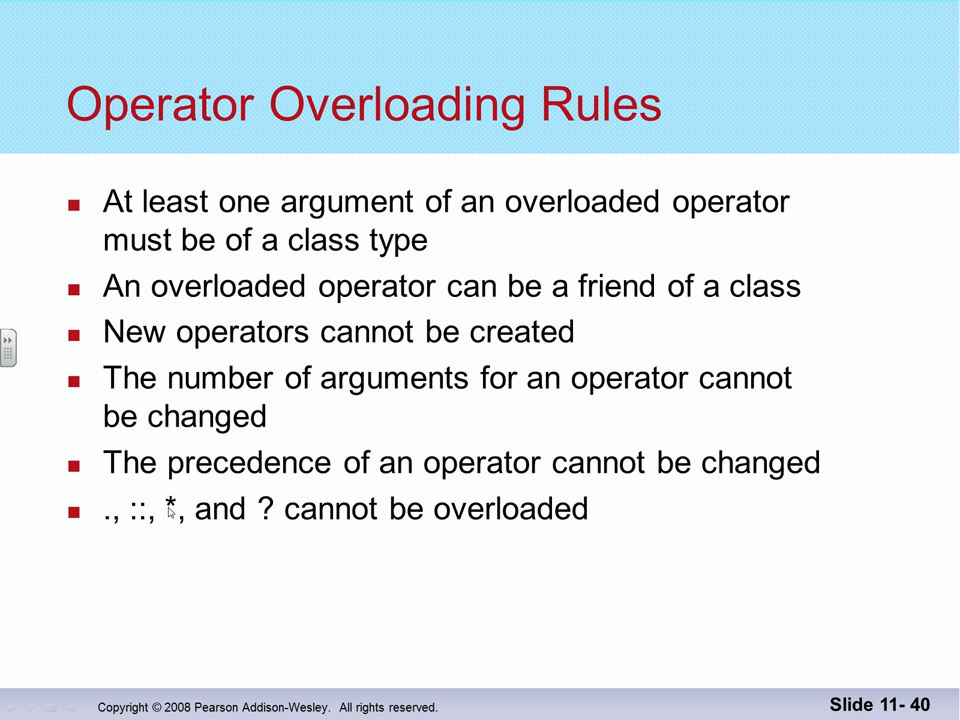 Operator Overloading Rules
At least one argument of an overloaded operator
must be of a class type
An overloaded operator can be a friend of a class
New operators cannot be created
The number of arguments for an operator cannot
be changed
The precedence of an operator cannot be changed
., ::, *, and ? cannot be overloaded
Copyright © 2008 Pearson Addison-Wesley. All rights reserved.
Slide 11- 40